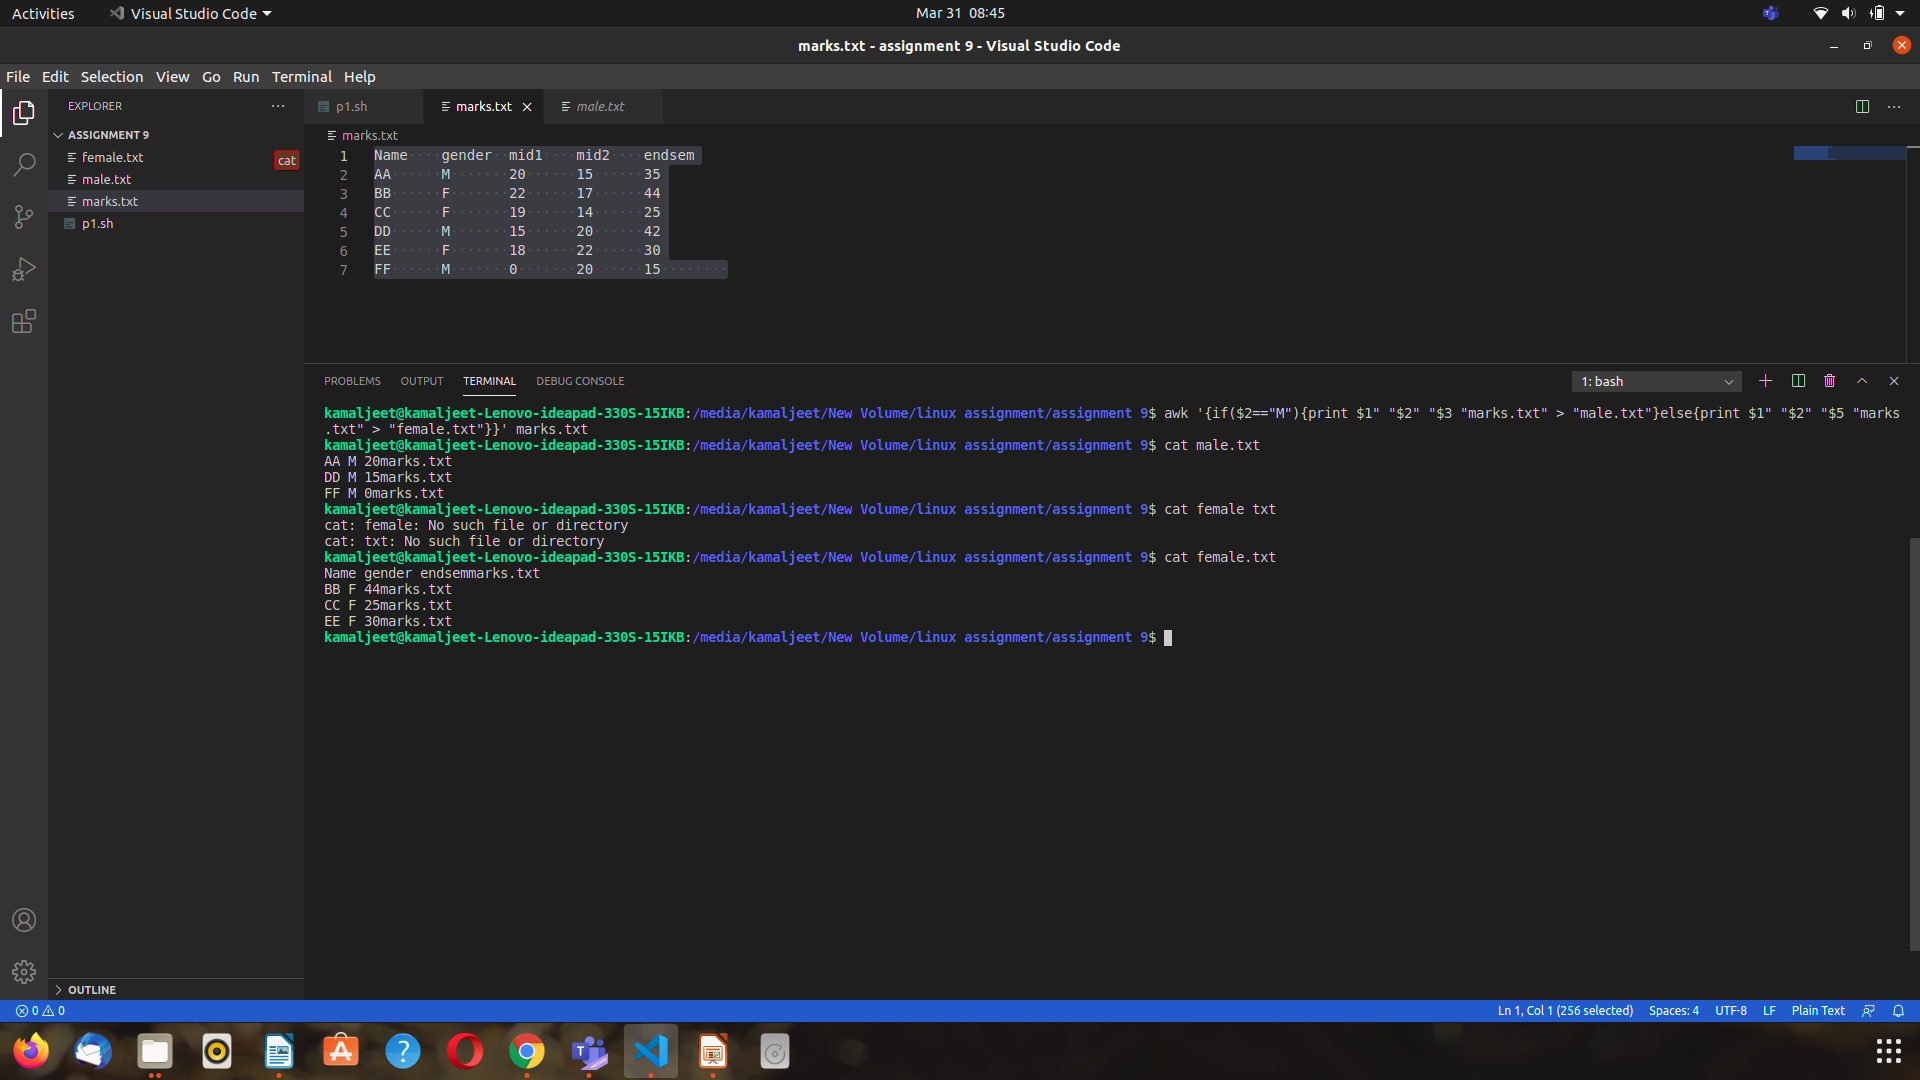 Activities Visual Studio Code Mar 31 08:45
marks.txt - assignment 9 - Visual Studio Code
File Edit Selection View Go Run Terminal Help
EXPLORER
ASSIGNMENT 9
female.txt
cat
male.txt
marks.txt
p1.sh
OUTLINE
p1.sh marks.txt male.txt
marks.txt
1 Name gender mid1 mid2 endsem
2 AA M 20 15 35
3 BB F 22 17 44
4 CC F 19 14 25
5 DD M 15 20 42
6 EE F 18 22 30
7 FF M 0 20 15
PROBLEMS OUTPUT TERMINAL DEBUG CONSOLE 1: bash
kamaljeet@kamaljeet-Lenovo-ideapad-330S-15IKB:/media/kamaljeet/New Volume/linux assignment/assignment 9$ awk '{if($2=="M"){print $1" "$2" "$3 "marks.txt" > "male.txt"}else{print $1" "$2" "$5 "marks
.txt" > "female.txt"}}' marks.txt
kamaljeet@kamaljeet-Lenovo-ideapad-330S-15IKB:/media/kamaljeet/New Volume/linux assignment/assignment 9$ cat male.txt
AA M 20marks.txt
DD M 15marks.txt
FF M 0marks.txt
kamaljeet@kamaljeet-Lenovo-ideapad-330S-15IKB:/media/kamaljeet/New Volume/linux assignment/assignment 9$ cat female txt
cat: female: No such file or directory
cat: txt: No such file or directory
kamaljeet@kamaljeet-Lenovo-ideapad-330S-15IKB:/media/kamaljeet/New Volume/linux assignment/assignment 9$ cat female.txt
Name gender endsemmarks.txt
BB F 44marks.txt
CC F 25marks.txt
EE F 30marks.txt
kamaljeet@kamaljeet-Lenovo-ideapad-330S-15IKB:/media/kamaljeet/New Volume/linux assignment/assignment 9$
0 0 Ln 1, Col 1 (256 selected) Spaces: 4 UTF-8 LF Plain Text